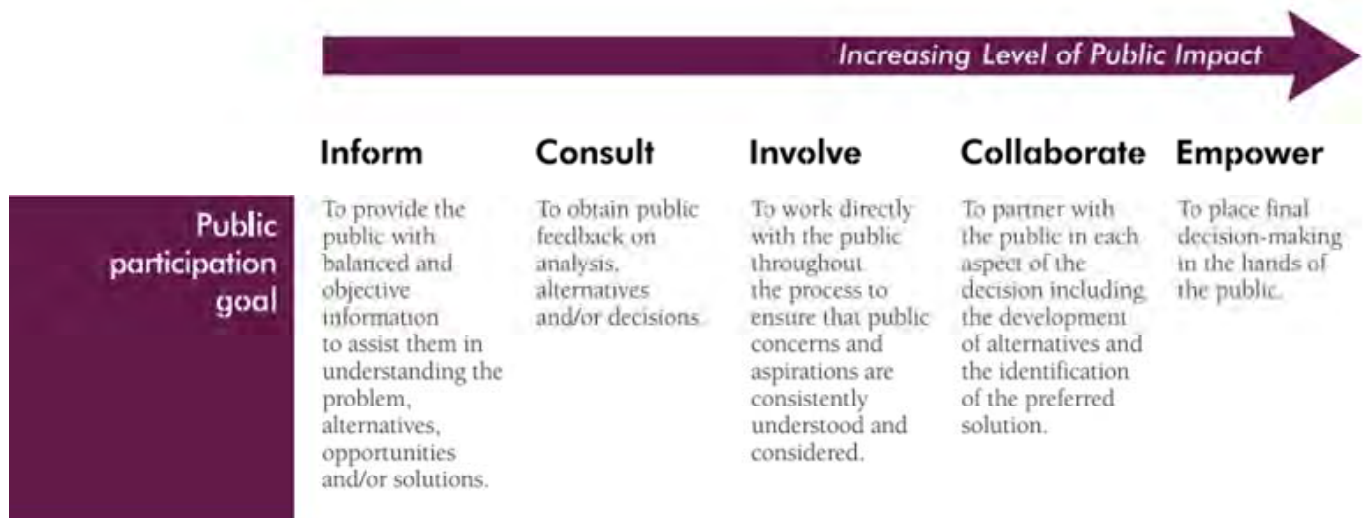 Increasing Level of Public Impact
Inform
Consult
Involve
Collaborate
Empower
Public
participation
goal
To provide the
public with
balanced and
objective
information
to assist them in
understanding the
problem,
alternatives,
opportunities
and/or solutions.
To obtain public
feedback on
analysis,
alternatives
and/or decisions.
To work directly
with the public
throughout
the process to
ensure that public
concerns and
aspirations are
consistently
understood and
considered.
To partner with
the public in each
aspect of the
decision including
the development
of alternatives and
the identification
of the preferred
solution.
To place final
decision-making
in the hands of
the public.